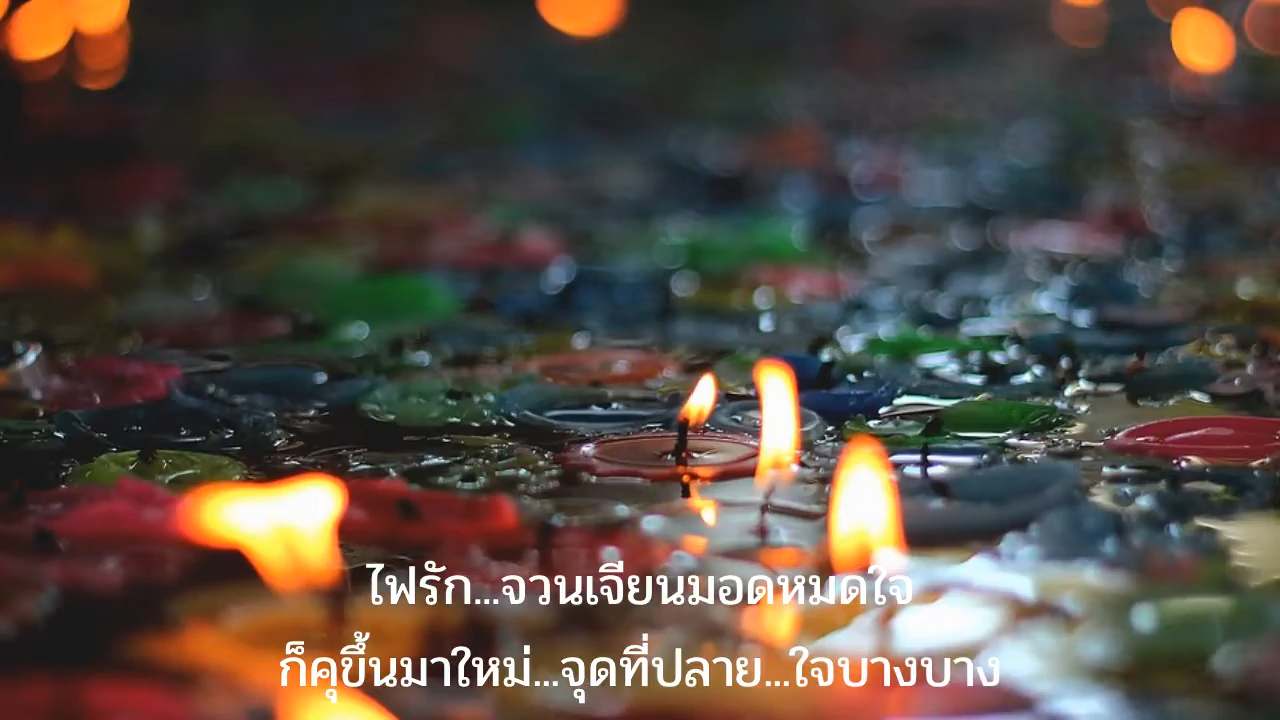 ไฟรัก...จวนเจียนมอดหมดใจ
ก็คุขึ้นมาใหม่...จุดที่ปลาย...ใจบางบาง